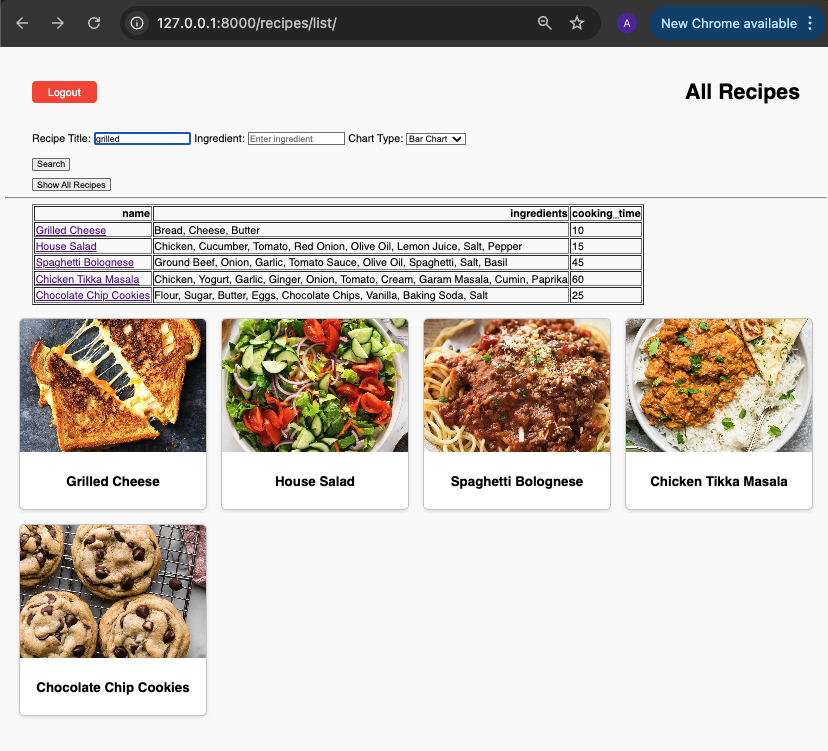 127.0.0.1:8000/recipes/list/
A
New Chrome available
Logout
All Recipes
Recipe Title: grilled Ingredient: Enter ingredient Chart Type: Bar Chart
Search
Show All Recipes
name ingredients cooking_time
Grilled Cheese Bread, Cheese, Butter 10
House Salad Chicken, Cucumber, Tomato, Red Onion, Olive Oil, Lemon Juice, Salt, Pepper 15
Spaghetti Bolognese Ground Beef, Onion, Garlic, Tomato Sauce, Olive Oil, Spaghetti, Salt, Basil 45
Chicken Tikka Masala Chicken, Yogurt, Garlic, Ginger, Onion, Tomato, Cream, Garam Masala, Cumin, Paprika 60
Chocolate Chip Cookies Flour, Sugar, Butter, Eggs, Chocolate Chips, Vanilla, Baking Soda, Salt 25
Grilled Cheese
House Salad
Spaghetti Bolognese
Chicken Tikka Masala
Chocolate Chip Cookies